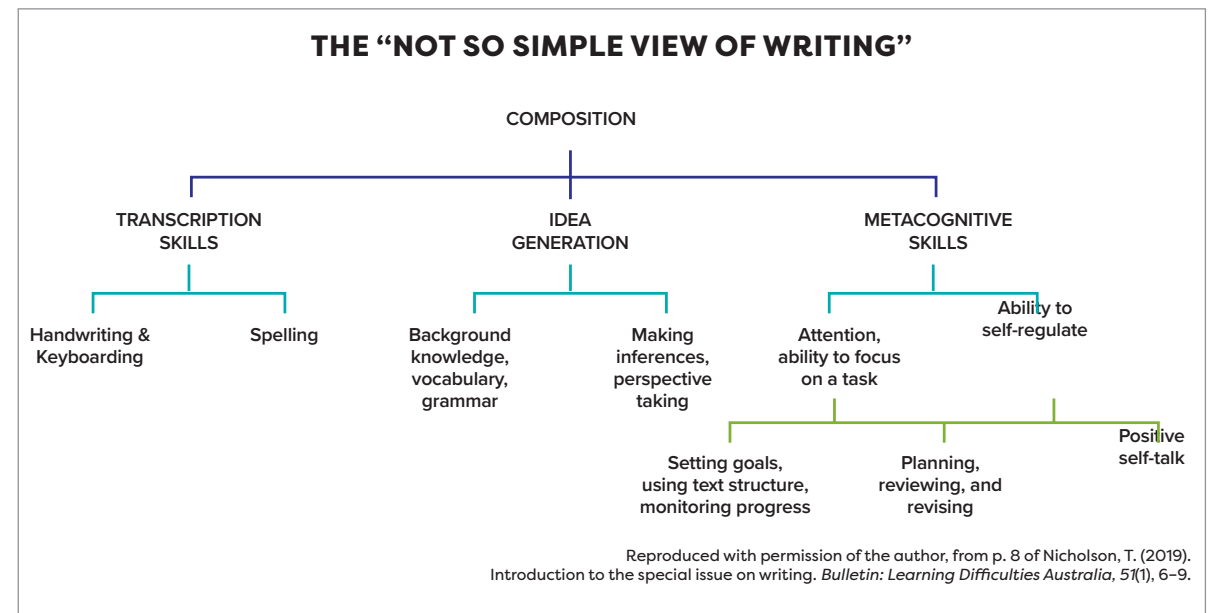 THE “NOT SO SIMPLE VIEW OF WRITING”
COMPOSITION
TRANSCRIPTION
SKILLS
IDEA
GENERATION
METACOGNITIVE
SKILLS
Handwriting &
Keyboarding
Spelling
Background
knowledge,
vocabulary,
grammar
Making
inferences,
perspective
taking
Attention,
ability to focus
on a task
Ability to
self-regulate
Setting goals,
using text structure,
monitoring progress
Planning,
reviewing, and
revising
Positive
self-talk
Reproduced with permission of the author, from p. 8 of Nicholson, T. (2019).
Introduction to the special issue on writing. Bulletin: Learning Difficulties Australia, 51(1), 6–9.